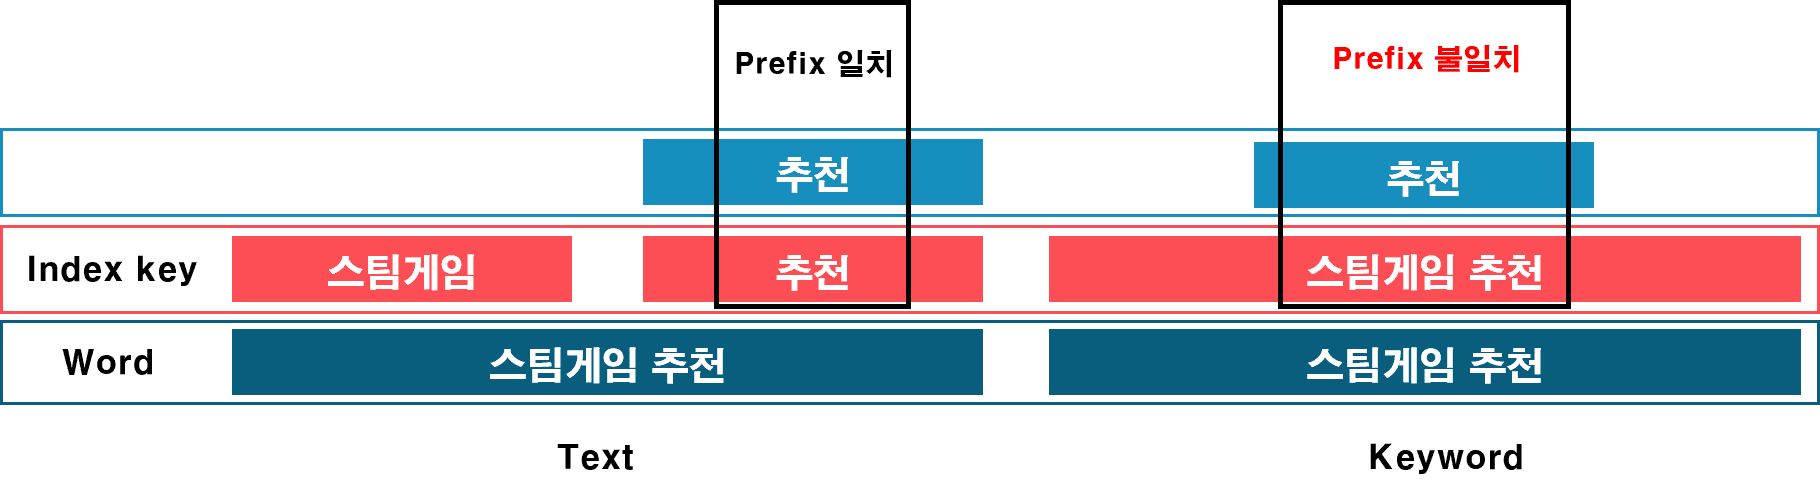 Prefix 일치
Prefix 불일치
추천
추천
Index key
스팀게임
추천
스팀게임 추천
Word
스팀게임 추천
스팀게임 추천
Text
Keyword